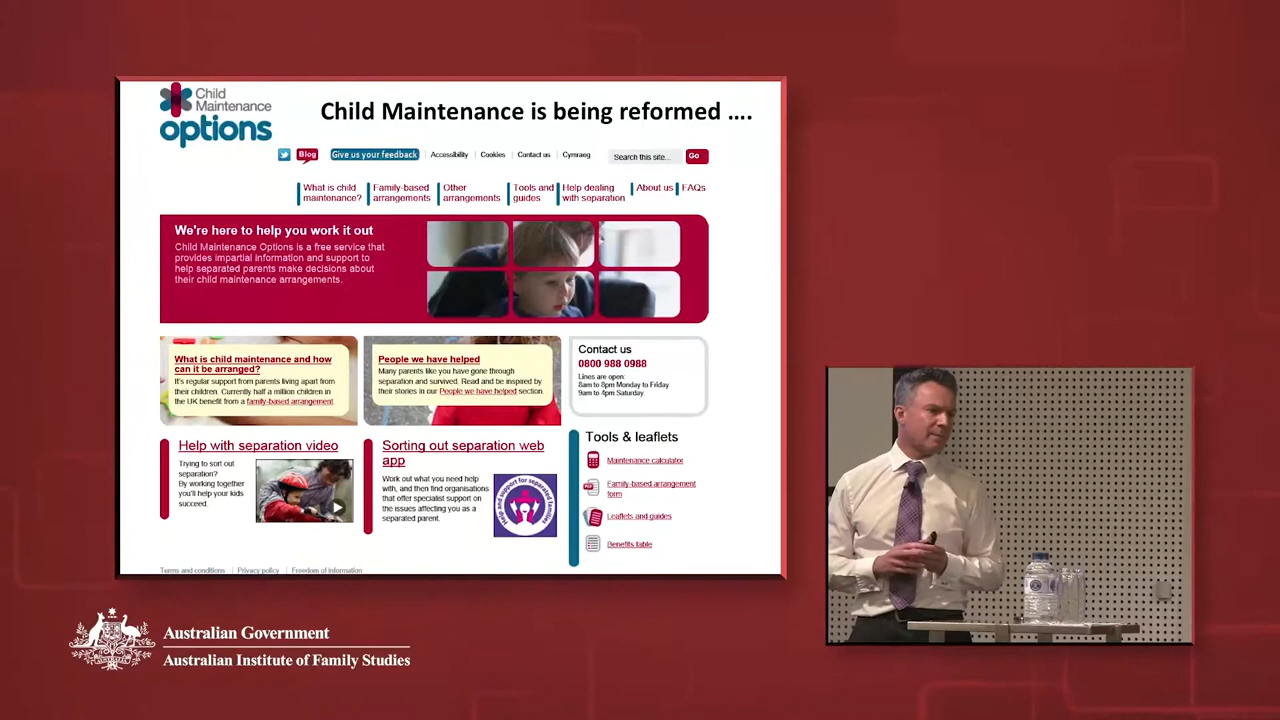 Child
Maintenance
options
Child Maintenance is being reformed ....
Blog
Give us your feedback
Accessibility
Cookies
Contact us
Cymraeg
Search this site...
Go
What is child
maintenance?
Family-based
arrangements
Other
arrangements
Tools and
guides
Help dealing
with separation
About us
FAQs
We're here to help you work it out
Child Maintenance Options is a free service that
provides impartial information and support to
help separated parents make decisions about
their child maintenance arrangements.
What is child maintenance and how
can it be arranged?
It's regular support from parents living apart from
their children. Currently half a million children in
the UK benefit from a family-based arrangement.
People we have helped
Many parents like you have gone through
separation and survived. Read and be inspired by
their stories in our People we have helped section.
Contact us
0800 988 0988
Lines are open:
8am to 8pm Monday to Friday
9am to 4pm Saturday.
Help with separation video
Trying to sort out
separation?
By working together
you'll help your kids
succeed.
Sorting out separation web
app
Work out what you need help
with, and then find organisations
that offer specialist support on
the issues affecting you as a
separated parent.
Help and support for separated families
Tools & leaflets
Maintenance calculator
Family-based arrangement
form
Leaflets and guides
Benefits table
Terms and conditions
Privacy policy
Freedom of information
Australian Government
Australian Institute of Family Studies